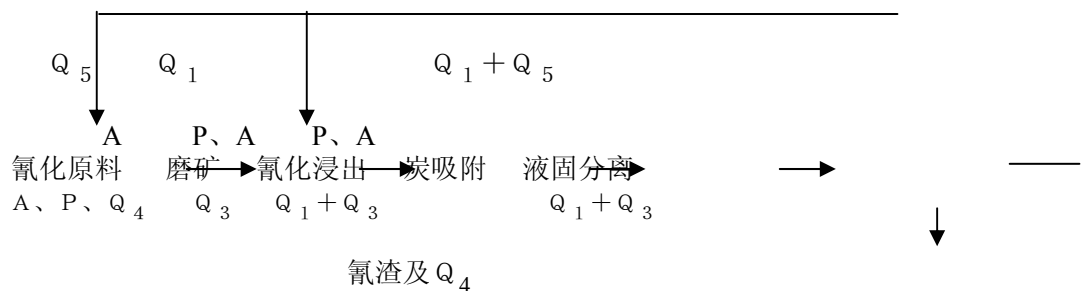 Q5 Q1 Q1＋Q5
A P、A P、A
氰化原料 磨矿 氰化浸出 炭吸附 液固分离
A、P、Q4 Q3 Q1＋Q3 Q1＋Q3
氰渣及Q4